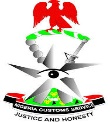 NIGERIA CUSTOMS SERVICE
JUSTICE AND HONESTY